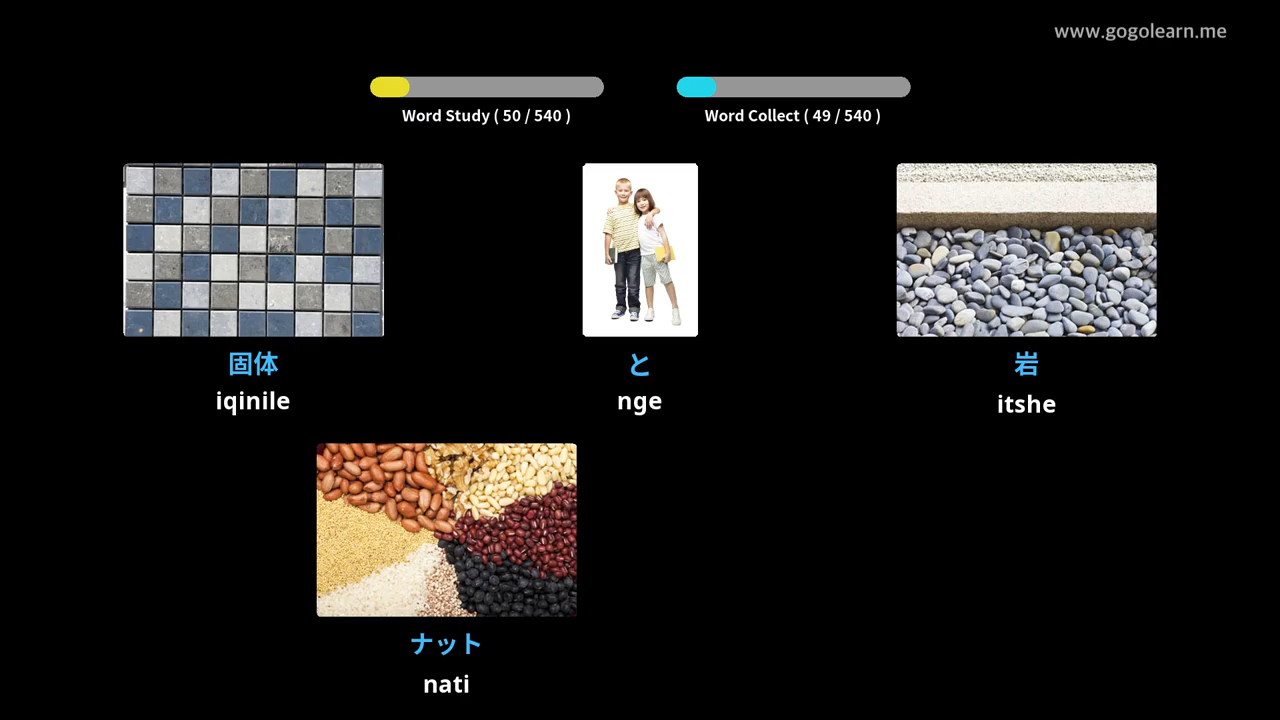 www.gogolearn.me
Word Study ( 50 / 540 )
Word Collect ( 49 / 540 )
固体
iqinile
と
nge
岩
itshe
ナット
nati